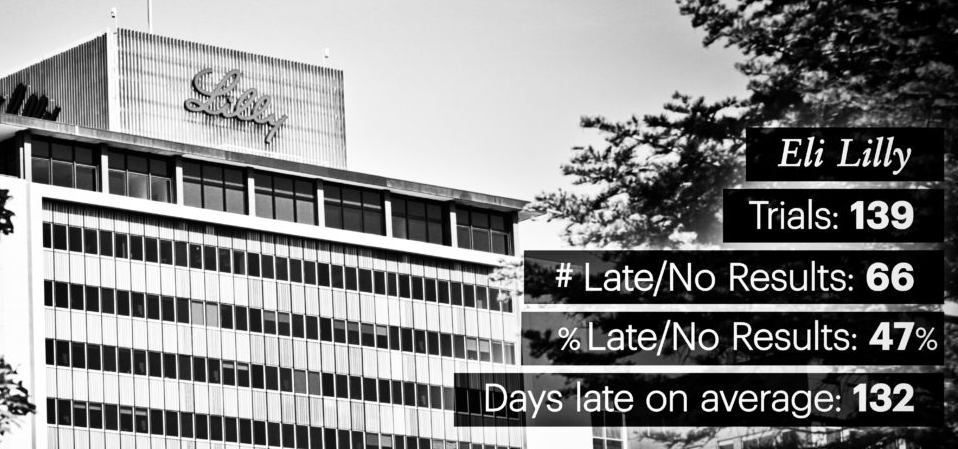 Lilly
Eli Lilly
Trials: 139
# Late/No Results: 66
% Late/No Results: 47%
Days late on average: 132